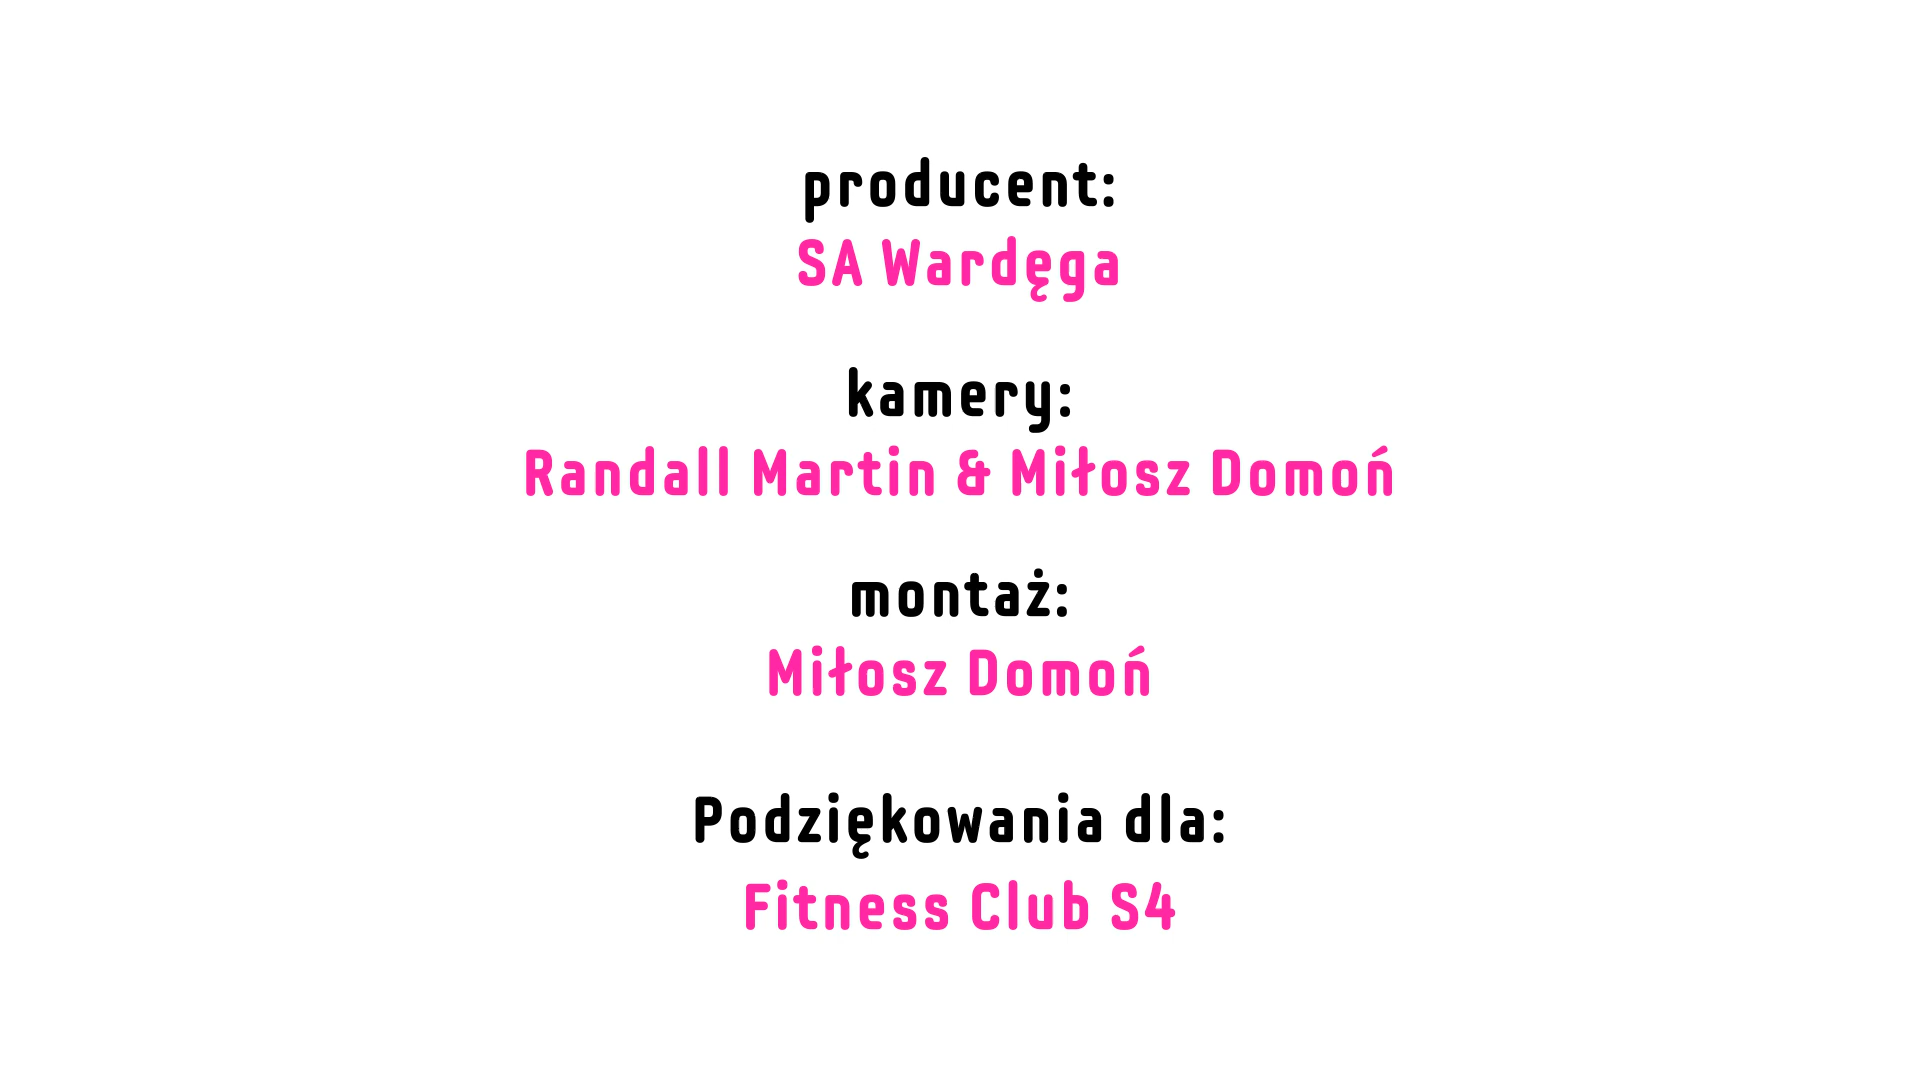 producent:
SA Wardęga
kamery:
Randall Martin & Miłosz Domoń
montaż:
Miłosz Domoń
Podziękowania dla:
Fitness Club S4